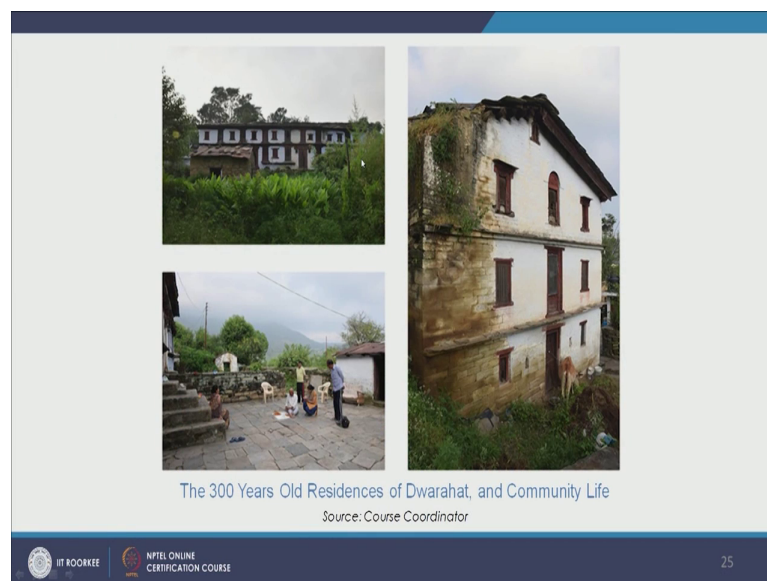 The 300 Years Old Residences of Dwarahat, and Community Life
Source: Course Coordinator
IIT ROORKEE
NPTEL ONLINE
CERTIFICATION COURSE
25